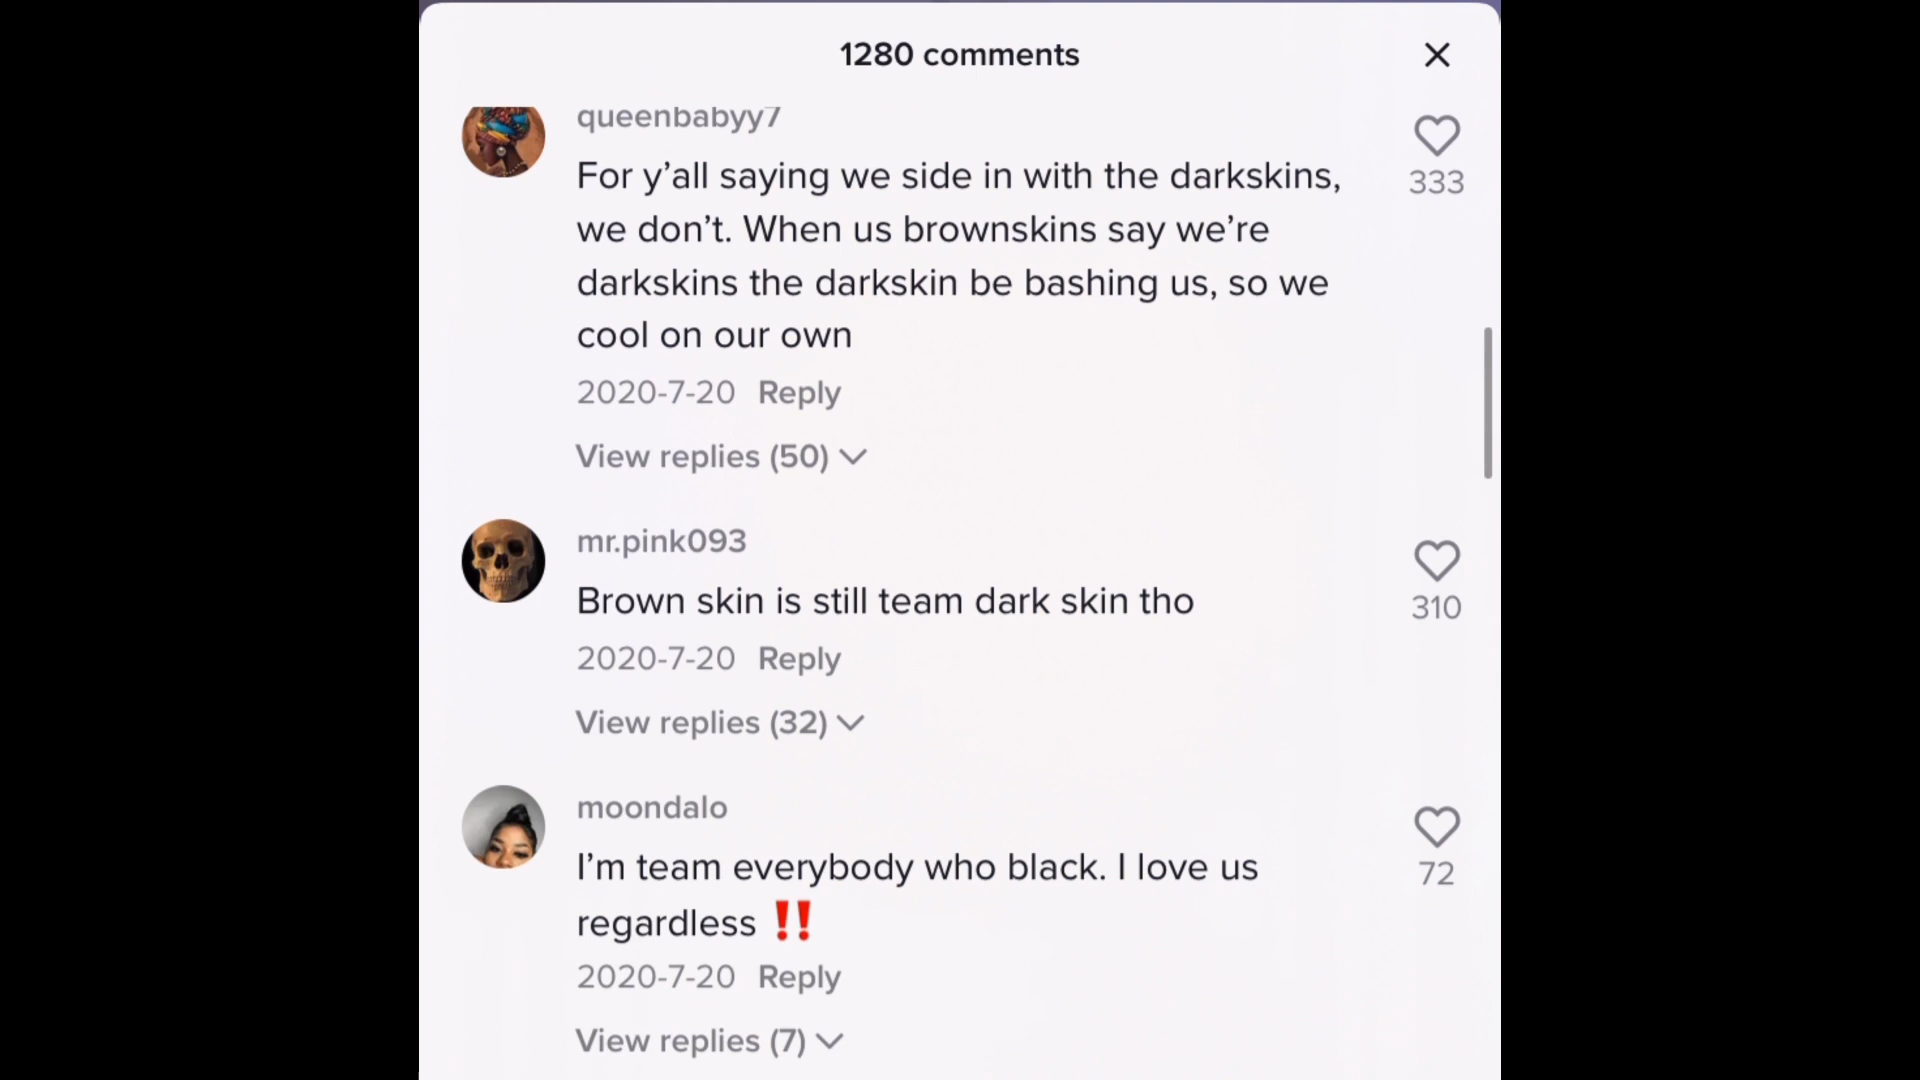 1280 comments
queenbabyy7
For y’all saying we side in with the darkskins,
we don’t. When us brownskins say we’re
darkskins the darkskin be bashing us, so we
cool on our own
333
2020-7-20 Reply
View replies (50)
mr.pink093
Brown skin is still team dark skin tho
310
2020-7-20 Reply
View replies (32)
moondalo
I’m team everybody who black. I love us
regardless ‼️
72
2020-7-20 Reply
View replies (7)